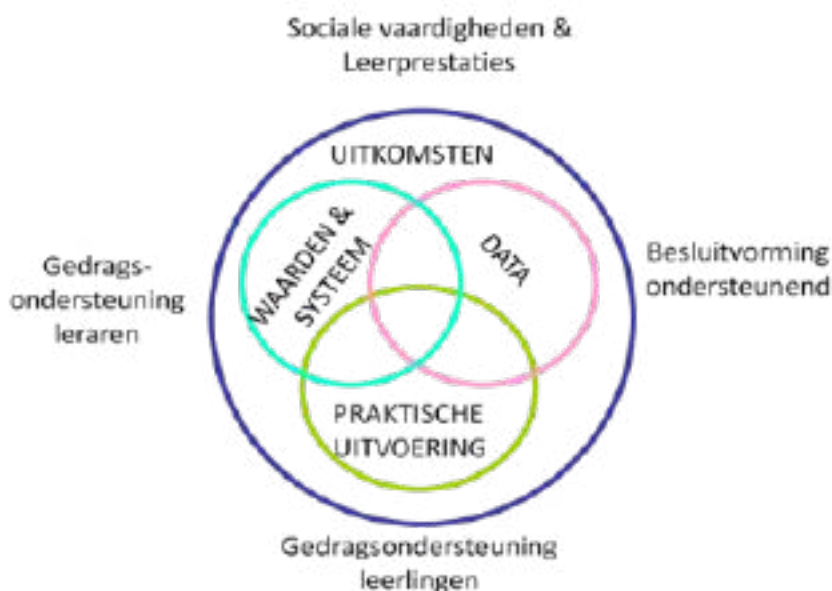 Sociale vaardigheden &
Leerprestaties
UITKOMSTEN
WAARDEN &
SYSTEEM
DATA
Gedrags-
ondersteuning
leraren
Besluitvorming
ondersteunend
PRAKTISCHE
UITVOERING
Gedragsondersteuning
leerlingen